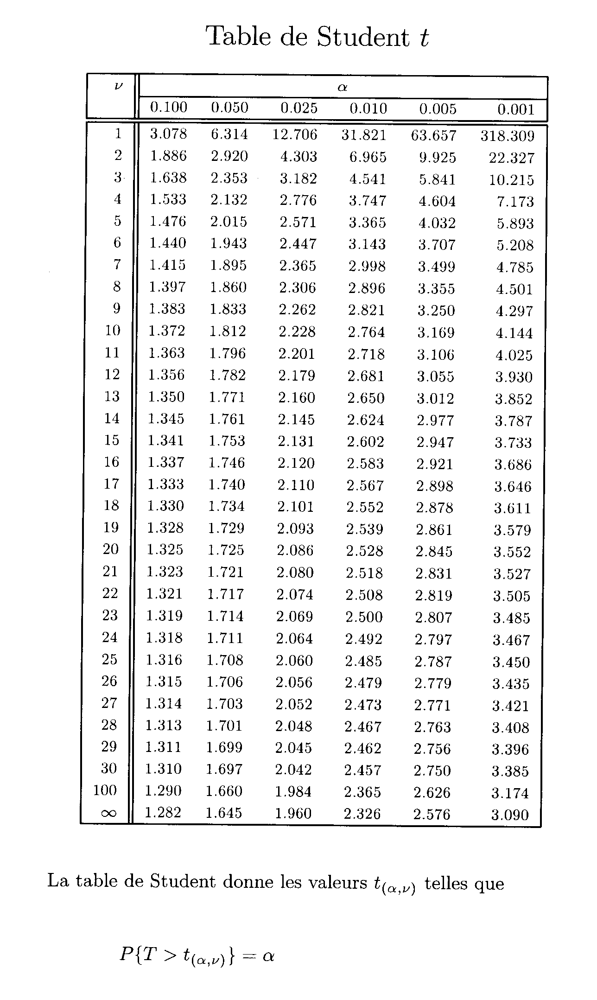 Table de Student t
ν α
0.100 0.050 0.025 0.010 0.005 0.001
1 3.078 6.314 12.706 31.821 63.657 318.309
2 1.886 2.920 4.303 6.965 9.925 22.327
3 1.638 2.353 3.182 4.541 5.841 10.215
4 1.533 2.132 2.776 3.747 4.604 7.173
5 1.476 2.015 2.571 3.365 4.032 5.893
6 1.440 1.943 2.447 3.143 3.707 5.208
7 1.415 1.895 2.365 2.998 3.499 4.785
8 1.397 1.860 2.306 2.896 3.355 4.501
9 1.383 1.833 2.262 2.821 3.250 4.297
10 1.372 1.812 2.228 2.764 3.169 4.144
11 1.363 1.796 2.201 2.718 3.106 4.025
12 1.356 1.782 2.179 2.681 3.055 3.930
13 1.350 1.771 2.160 2.650 3.012 3.852
14 1.345 1.761 2.145 2.624 2.977 3.787
15 1.341 1.753 2.131 2.602 2.947 3.733
16 1.337 1.746 2.120 2.583 2.921 3.686
17 1.333 1.740 2.110 2.567 2.898 3.646
18 1.330 1.734 2.101 2.552 2.878 3.611
19 1.328 1.729 2.093 2.539 2.861 3.579
20 1.325 1.725 2.086 2.528 2.845 3.552
21 1.323 1.721 2.080 2.518 2.831 3.527
22 1.321 1.717 2.074 2.508 2.819 3.505
23 1.319 1.714 2.069 2.500 2.807 3.485
24 1.318 1.711 2.064 2.492 2.797 3.467
25 1.316 1.708 2.060 2.485 2.787 3.450
26 1.315 1.706 2.056 2.479 2.779 3.435
27 1.314 1.703 2.052 2.473 2.771 3.421
28 1.313 1.701 2.048 2.467 2.763 3.408
29 1.311 1.699 2.045 2.462 2.756 3.396
30 1.310 1.697 2.042 2.457 2.750 3.385
100 1.290 1.660 1.984 2.365 2.626 3.174
∞ 1.282 1.645 1.960 2.326 2.576 3.090
La table de Student donne les valeurs t(α,ν) telles que
P{T > t(α,ν)} = α